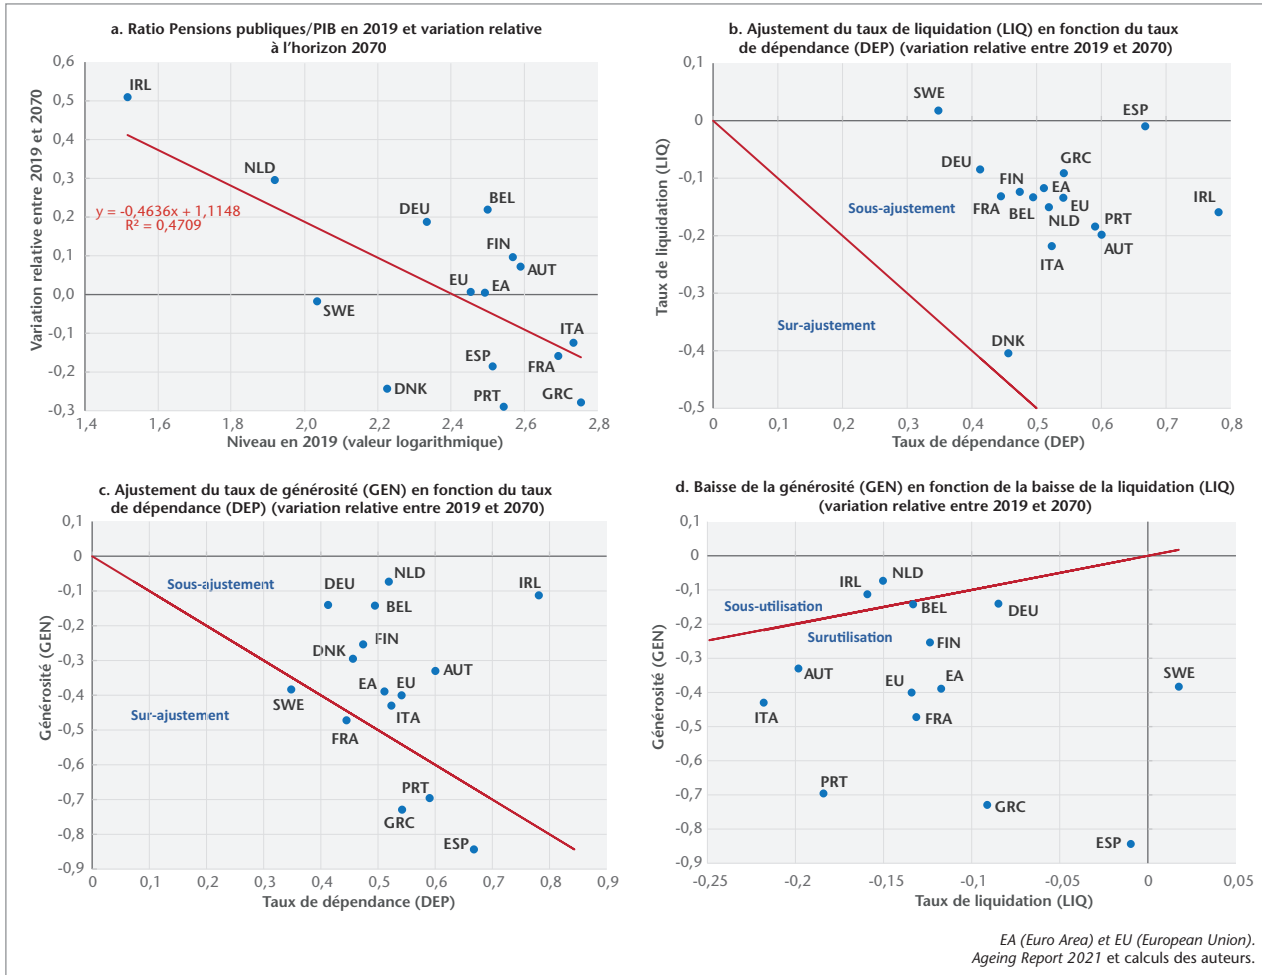 a. Ratio Pensions publiques/PIB en 2019 et variation relative
à l'horizon 2070
Variation relative entre 2019 et 2070
0,6
0,5
0,4
0,3
0,2
0,1
0,0
-0,1
-0,2
-0,3
IRL
NLD
BEL
DEU
y = -0,4636x + 1,1148
R² = 0,4709
FIN
AUT
EU
EA
SWE
ITA
ESP
FRA
DNK
PRT
GRC
1,4
1,6
1,8
2,0
2,2
2,4
2,6
2,8
Niveau en 2019 (valeur logarithmique)
b. Ajustement du taux de liquidation (LIQ) en fonction du taux
de dépendance (DEP) (variation relative entre 2019 et 2070)
Taux de liquidation (LIQ)
0,1
0
-0,1
-0,2
-0,3
-0,4
-0,5
SWE
ESP
DEU
GRC
FIN
EA
IRL
Sous-ajustement
FRA
BEL
EU
NLD
PRT
AUT
ITA
Sur-ajustement
DNK
0
0,1
0,2
0,3
0,4
0,5
0,6
0,7
0,8
Taux de dépendance (DEP)
c. Ajustement du taux de générosité (GEN) en fonction du taux
de dépendance (DEP) (variation relative entre 2019 et 2070)
Générosité (GEN)
0,1
0
-0,1
-0,2
-0,3
-0,4
-0,5
-0,6
-0,7
-0,8
-0,9
NLD
Sous-ajustement
DEU
IRL
BEL
FIN
DNK
AUT
EA
EU
SWE
Sur-ajustement
ITA
FRA
PRT
GRC
ESP
0
0,1
0,2
0,3
0,4
0,5
0,6
0,7
0,8
0,9
Taux de dépendance (DEP)
d. Baisse de la générosité (GEN) en fonction de la baisse de la liquidation (LIQ)
(variation relative entre 2019 et 2070)
Générosité (GEN)
0,1
0
-0,1
-0,2
-0,3
-0,4
-0,5
-0,6
-0,7
-0,8
-0,9
NLD
IRL
Sous-utilisation
BEL
DEU
Surutilisation
FIN
AUT
EU
EA
SWE
ITA
FRA
PRT
GRC
ESP
-0,25
-0,2
-0,15
-0,1
-0,05
0
0,05
Taux de liquidation (LIQ)
EA (Euro Area) et EU (European Union).
Ageing Report 2021 et calculs des auteurs.